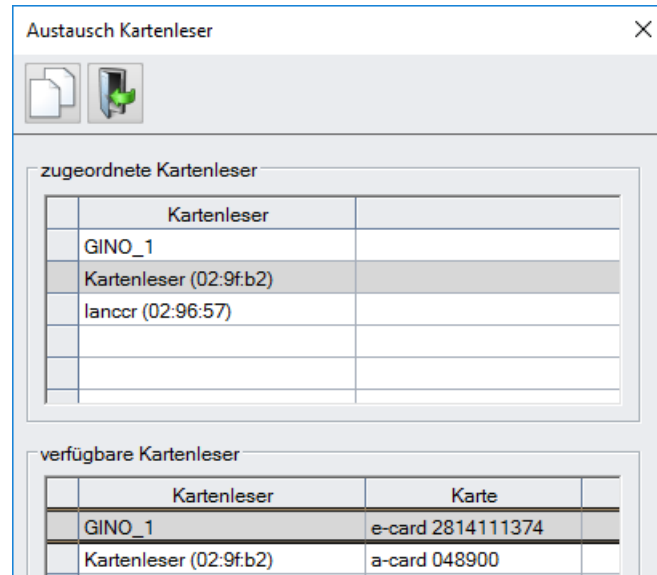 Austausch Kartenleser
zugeordnete Kartenleser
Kartenleser
GINO_1
Kartenleser (02:9f:b2)
lanccr (02:96:57)
verfügbare Kartenleser
Kartenleser Karte
GINO_1 e-card 2814111374
Kartenleser (02:9f:b2) a-card 048900